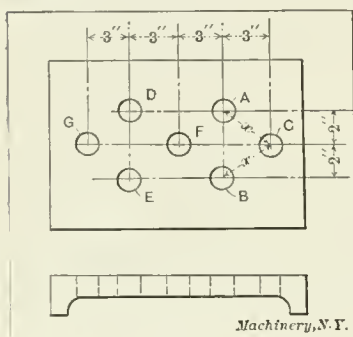 3" 3" 3" 3"
D A
G F C
x
2"
x
2"
E B
Machinery, N.Y.